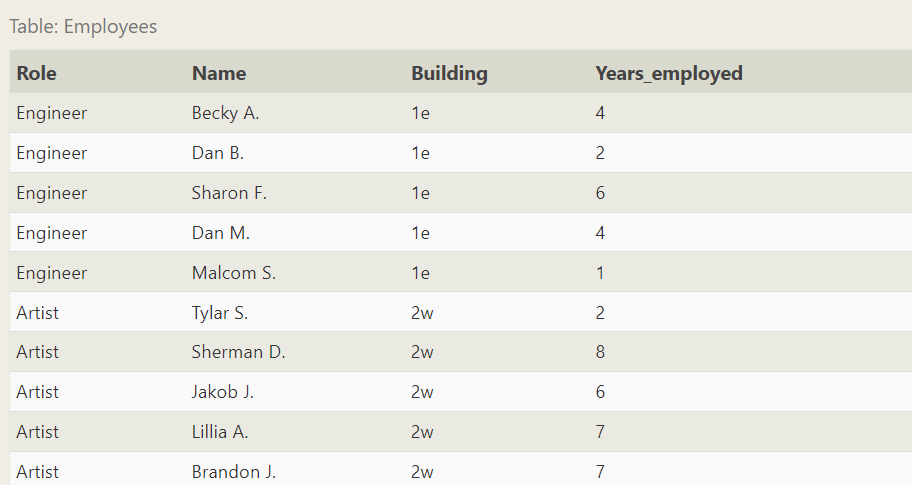 Table: Employees
Role Name Building Years_employed
Engineer Becky A. 1e 4
Engineer Dan B. 1e 2
Engineer Sharon F. 1e 6
Engineer Dan M. 1e 4
Engineer Malcom S. 1e 1
Artist Tylar S. 2w 2
Artist Sherman D. 2w 8
Artist Jakob J. 2w 6
Artist Lillia A. 2w 7
Artist Brandon J. 2w 7